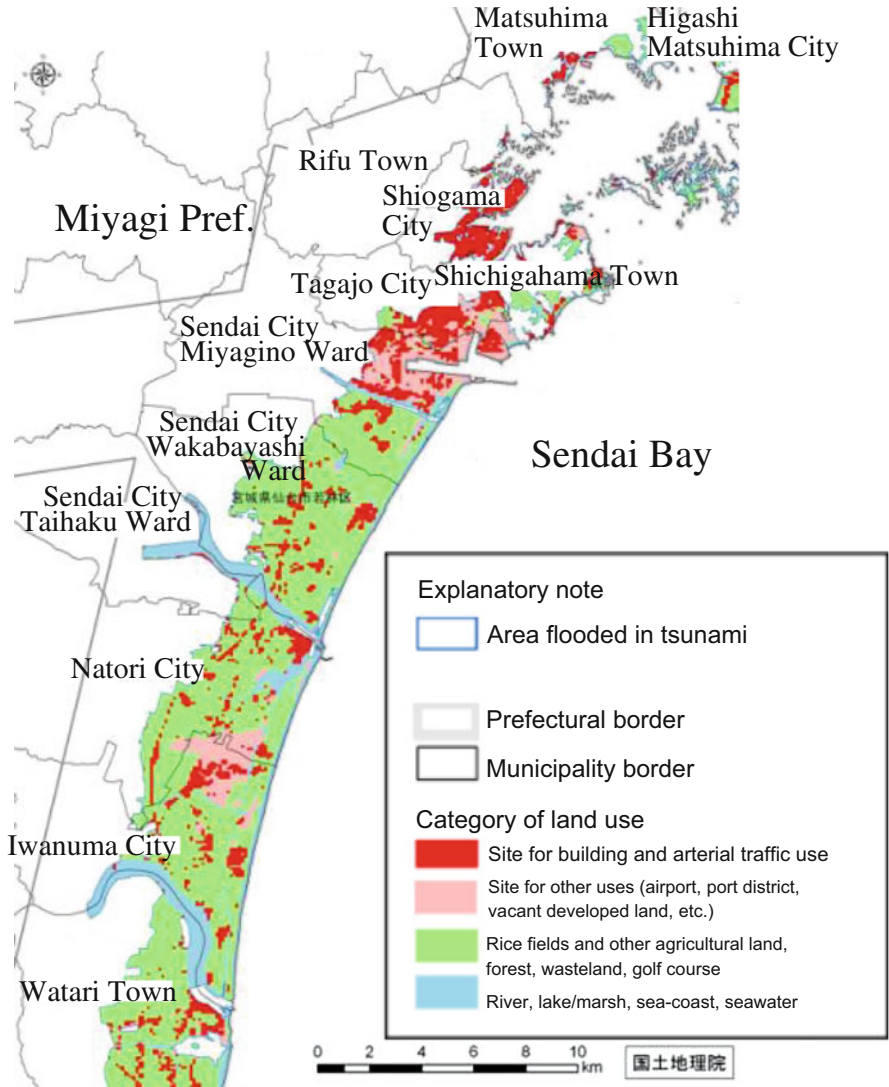 Matsuhima
Town
Higashi
Matsuhima City
Rifu Town
Shiogama
City
Miyagi Pref.
Tagajo City
Shichigahama Town
Sendai City
Miyagino Ward
Sendai City
Wakabayashi
Ward
宮城県仙台市若林区
Sendai Bay
Sendai City
Taihaku Ward
Natori City
Iwanuma City
Watari Town
Explanatory note
Area flooded in tsunami
Prefectural border
Municipality border
Category of land use
Site for building and arterial traffic use
Site for other uses (airport, port district,
vacant developed land, etc.)
Rice fields and other agricultural land,
forest, wasteland, golf course
River, lake/marsh, sea-coast, seawater
0 2 4 6 8 10
km
国土地理院